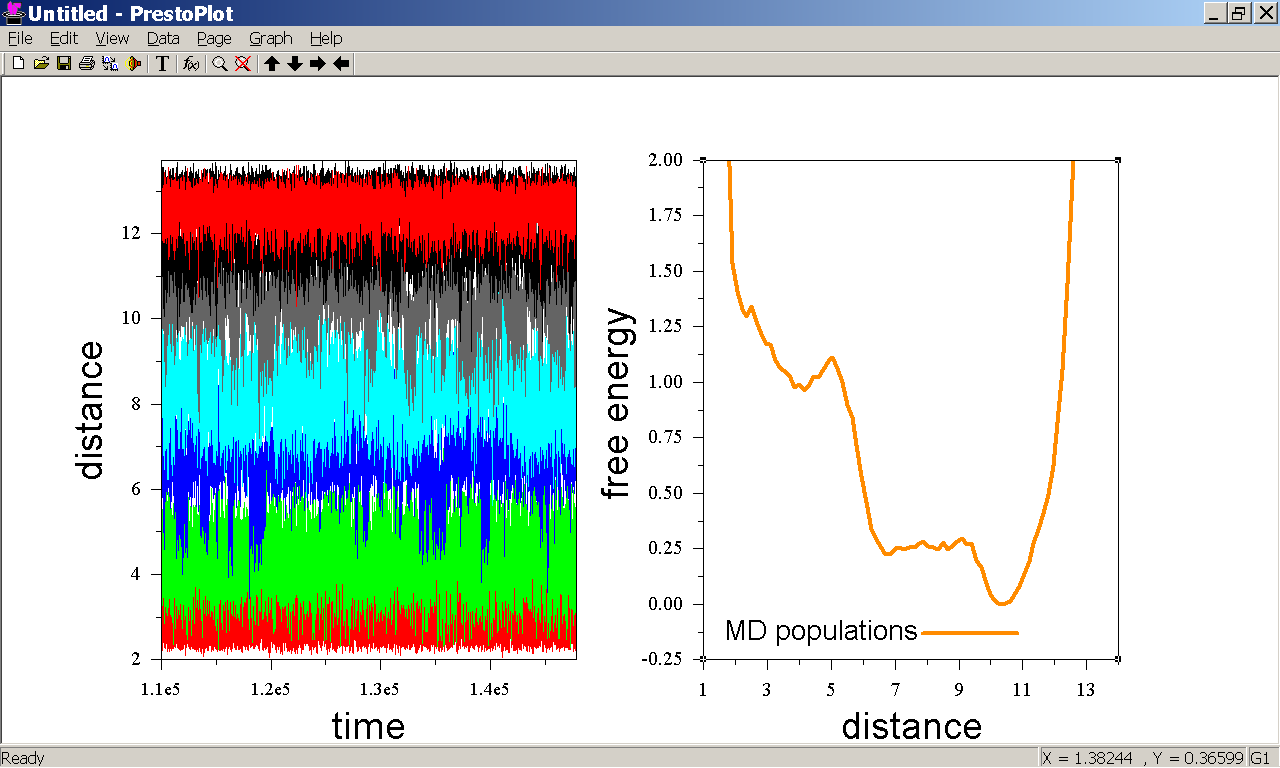 Untitled - PrestoPlot
File Edit View Data Page Graph Help
T f(x)
distance
12
10
8
6
4
2
1.1e5 1.2e5 1.3e5 1.4e5
time
free energy
2.00
1.75
1.50
1.25
1.00
0.75
0.50
0.25
0.00
-0.25
MD populations
1 3 5 7 9 11 13
distance
Ready X = 1.38244 , Y = 0.36599 G1